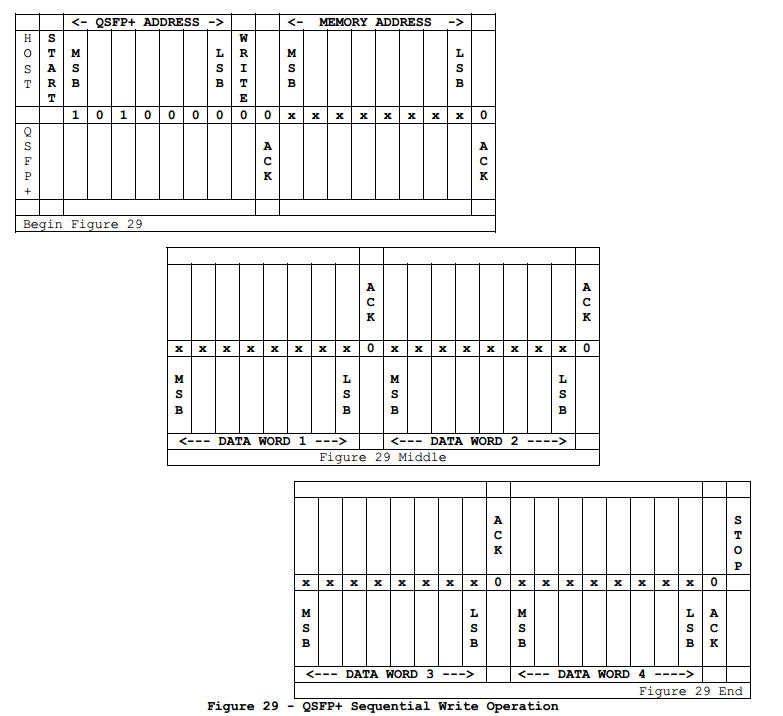 <- QSFP+ ADDRESS -> <- MEMORY ADDRESS ->
HOST
START
MSB
LSB
WRITE
MSB
LSB
1 0 1 0 0 0 0 0 0 x x x x x x x x 0
QSFP+
ACK
ACK
Begin Figure 29
ACK
ACK
x x x x x x x x 0 x x x x x x x x 0
MSB
LSB
MSB
LSB
<--- DATA WORD 1 ---> <--- DATA WORD 2 ---->
Figure 29 Middle
ACK
STOP
x x x x x x x x 0 x x x x x x x x 0
MSB
LSB
MSB
LSB
ACK
<--- DATA WORD 3 ---> <--- DATA WORD 4 ---->
Figure 29 End
Figure 29 - QSFP+ Sequential Write Operation